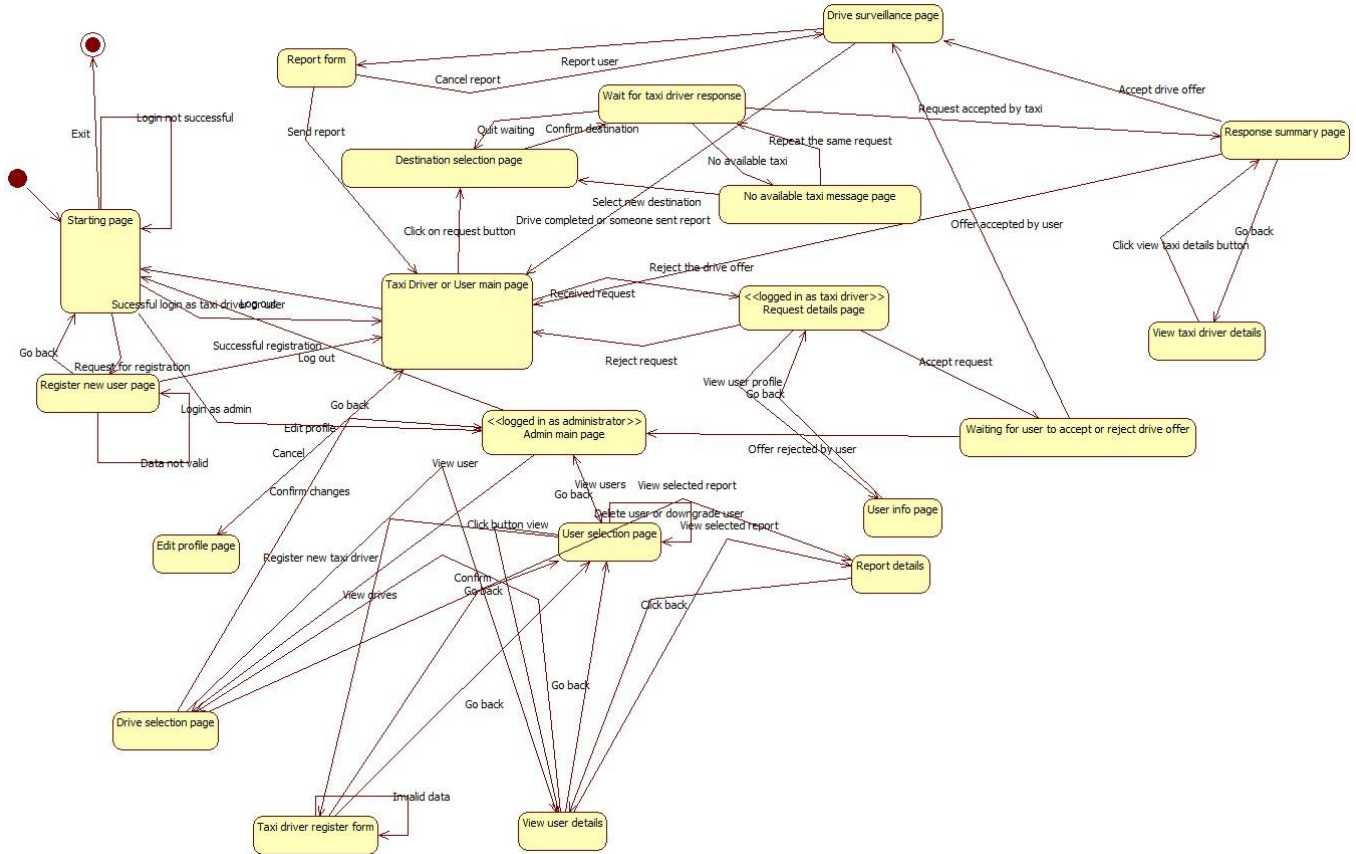 Drive surveillance page
Report form
Report user
Cancel report
Accept drive offer
Wait for taxi driver response
Request accepted by taxi
Login not successful
Exit
Send report
Quit waiting
Confirm destination
Response summary page
Repeat the same request
Destination selection page
No available taxi
No available taxi message page
Starting page
Select new destination
Drive completed or someone sent report
Offer accepted by user
Click on request button
Go back
Click view taxi details button
Reject the drive offer
Taxi Driver or User main page
Received request
<<logged in as taxi driver>>
Request details page
Sucessful login as taxi driver or user
Log out
View taxi driver details
Successful registration
Go back
Log out
Reject request
Accept request
Request for registration
Register new user page
View user profile
Go back
Login as admin
Go back
<<logged in as administrator>>
Admin main page
Edit profile
Waiting for user to accept or reject drive offer
Offer rejected by user
Cancel
Data not valid
View user
View users
Go back
View selected report
Confirm changes
User info page
Delete user or downgrade user
Click button view
User selection page
View selected report
Edit profile page
Register new taxi driver
Report details
Confirm
Go back
View drives
Click back
Go back
Go back
Drive selection page
Invalid data
Taxi driver register form
View user details